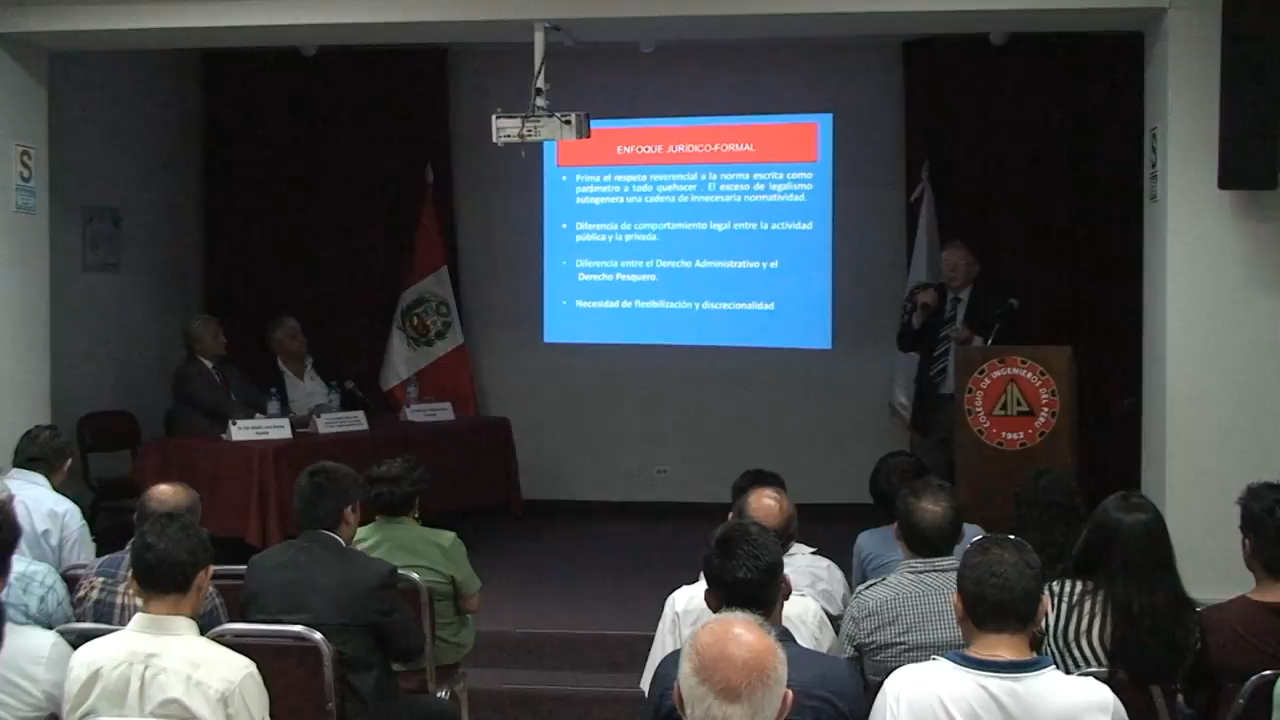 S
ENFOQUE JURÍDICO-FORMAL
• Prima el respeto reverencial a la norma escrita como
parámetro a todo quehacer . El exceso de legalismo
autogenera una cadena de innecesaria normatividad.
• Diferencia de comportamiento legal entre la actividad
pública y la privada.
• Diferencia entre el Derecho Administrativo y el
Derecho Pesquero.
• Necesidad de flexibilización y discrecionalidad
COLEGIO DE INGENIEROS DEL PERU
CIP
• 1962 •